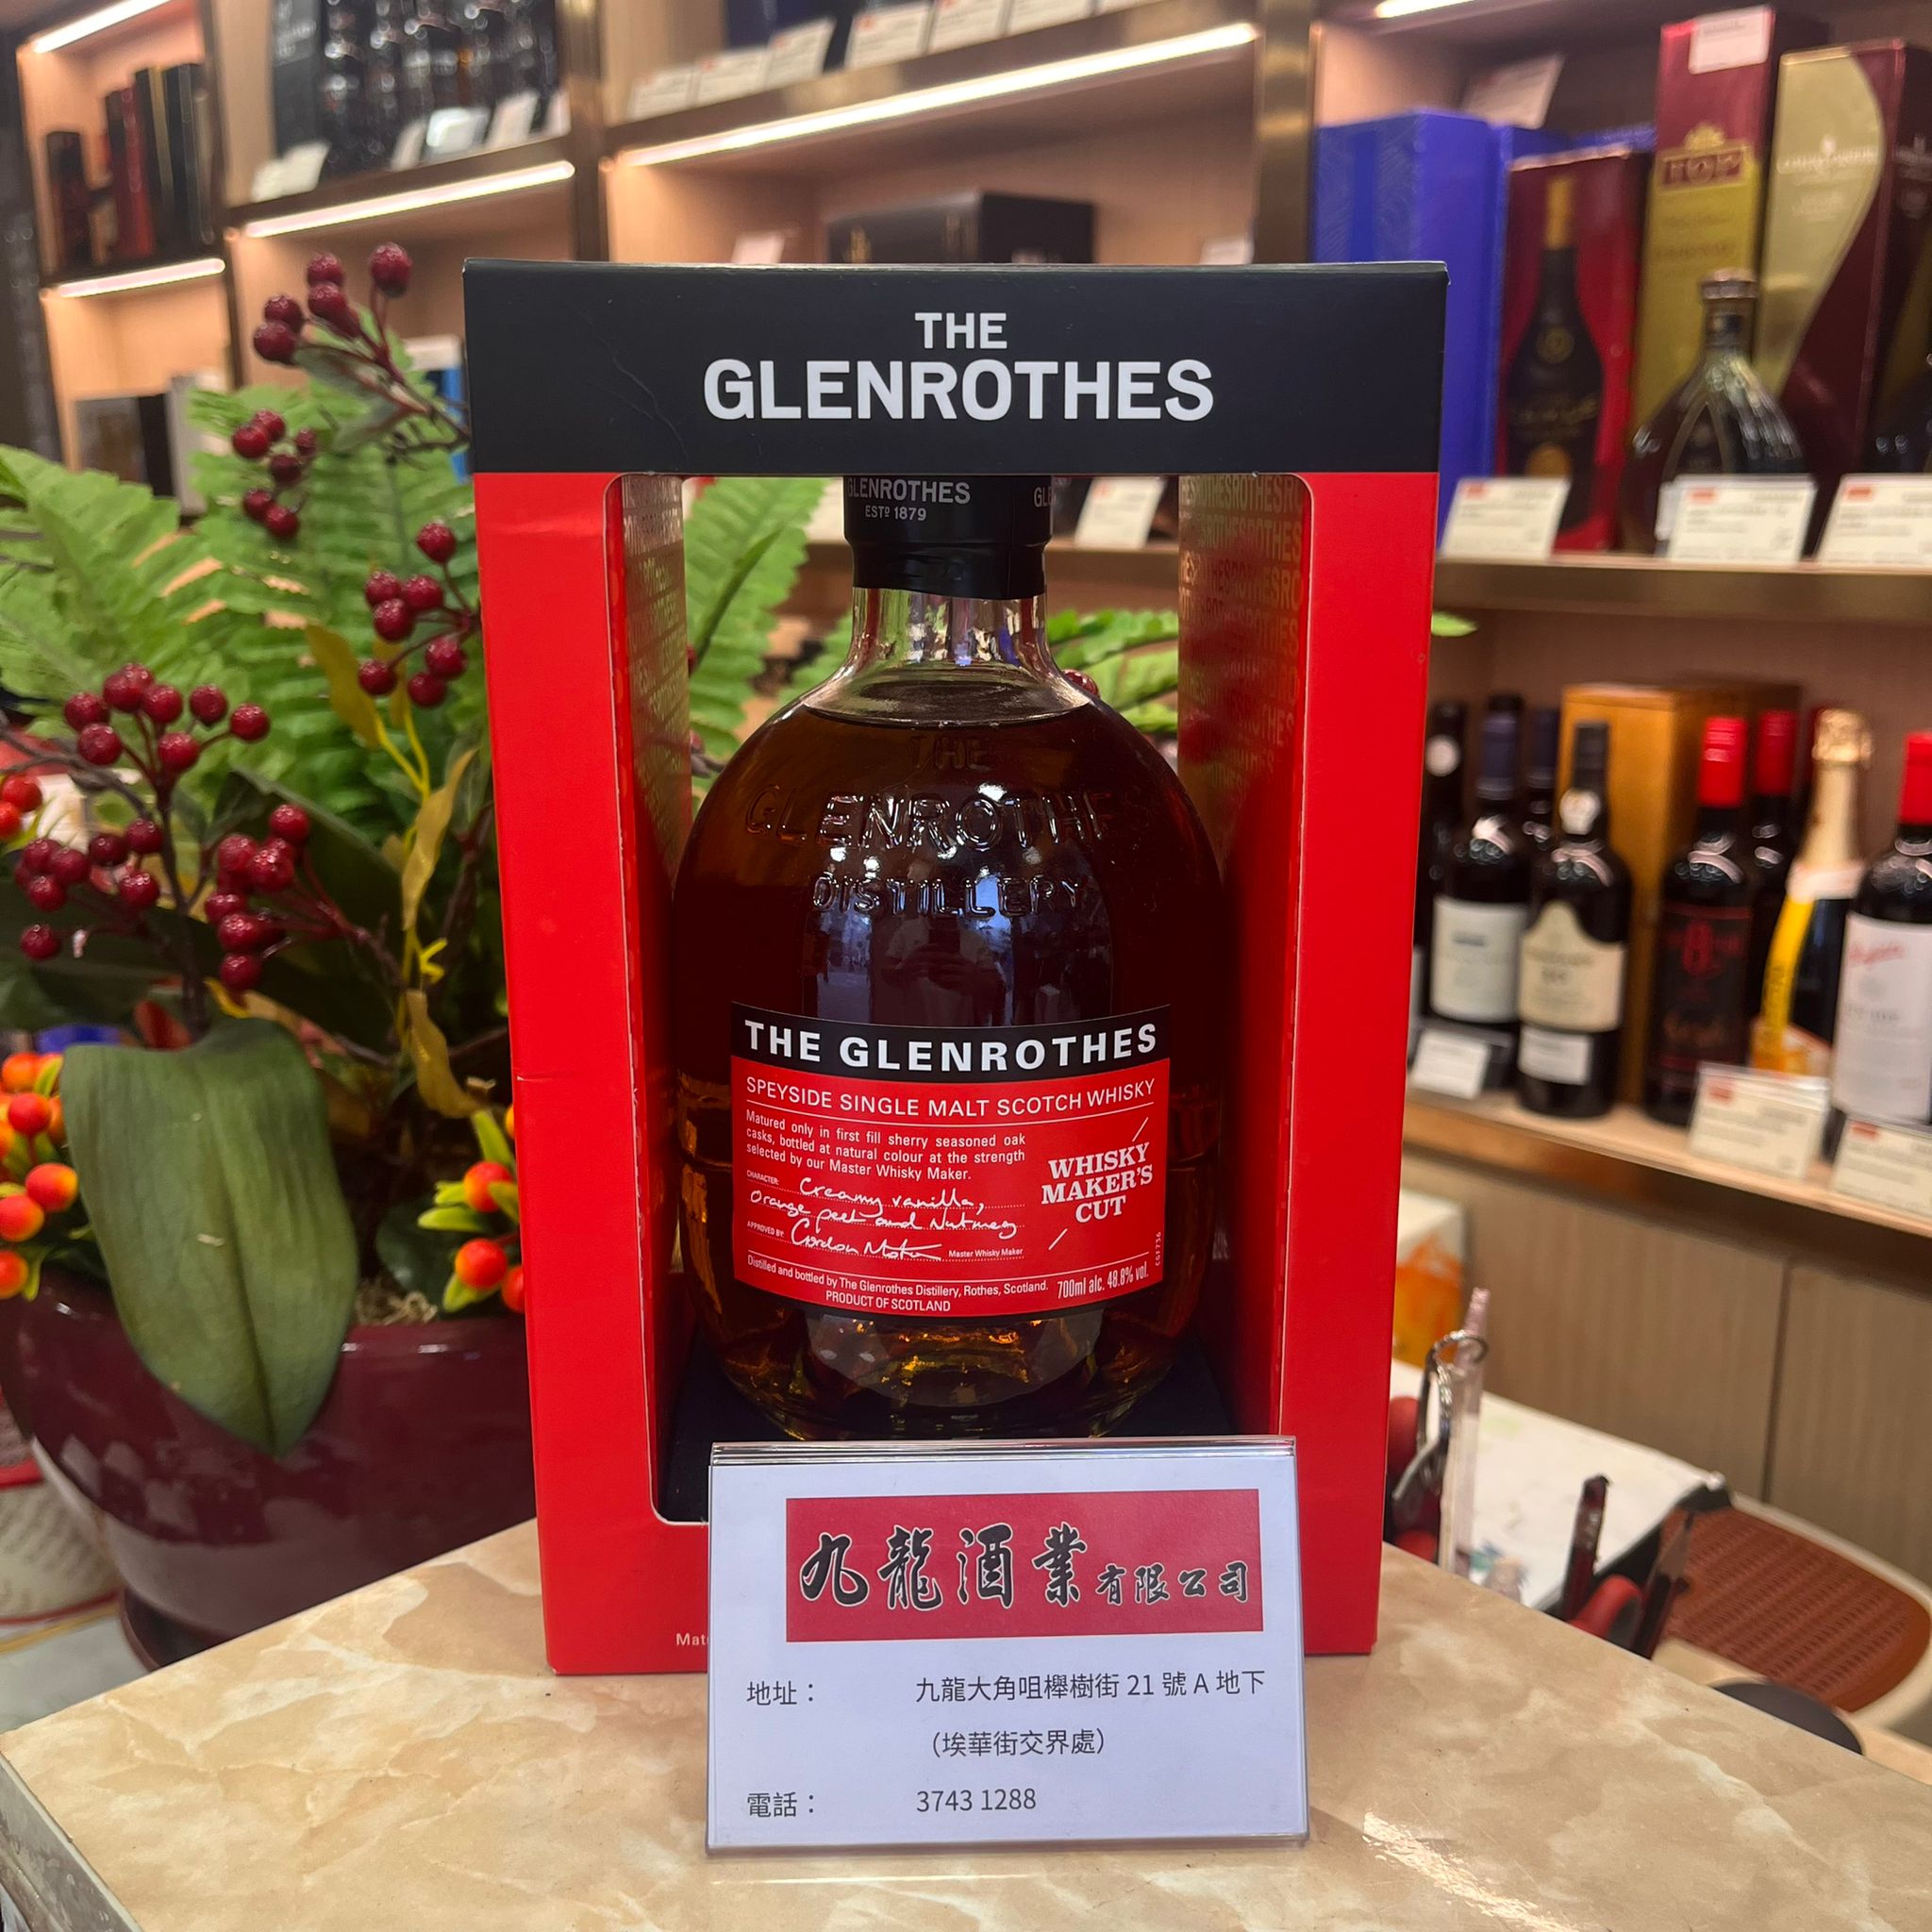 THE
GLENROTHES
GLENROTHES
ESTD 1879
THE
GLENROTHES
DISTILLERY
THE GLENROTHES
SPEYSIDE SINGLE MALT SCOTCH WHISKY
Matured only in first fill sherry seasoned oak
casks, bottled at natural colour at the strength
selected by our Master Whisky Maker.
CHARACTER: Creamy vanilla,
orange peel and Nutmeg
APPROVED BY: Gordon Motion Master Whisky Maker
WHISKY
MAKER'S
CUT
Distilled and bottled by The Glenrothes Distillery, Rothes, Scotland.
PRODUCT OF SCOTLAND
700ml alc. 48.8% vol.
九龍酒業有限公司
地址: 九龍大角咀櫸樹街 21 號 A 地下
(埃華街交界處)
電話: 3743 1288